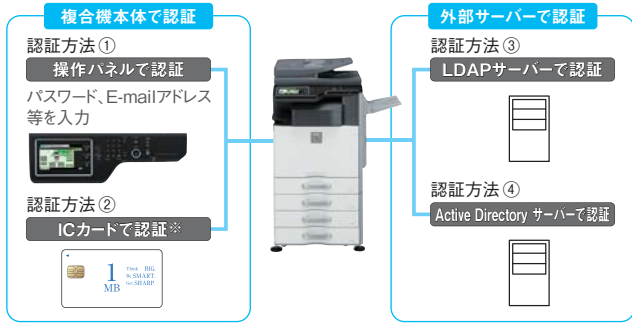 複合機本体で認証
認証方法①
操作パネルで認証
パスワード、E-mailアドレス
等を入力
認証方法②
ICカードで認証※
1
MB
Think BIG.
Be SMART.
Get SHARP.
外部サーバーで認証
認証方法③
LDAPサーバーで認証
認証方法④
Active Directory サーバーで認証